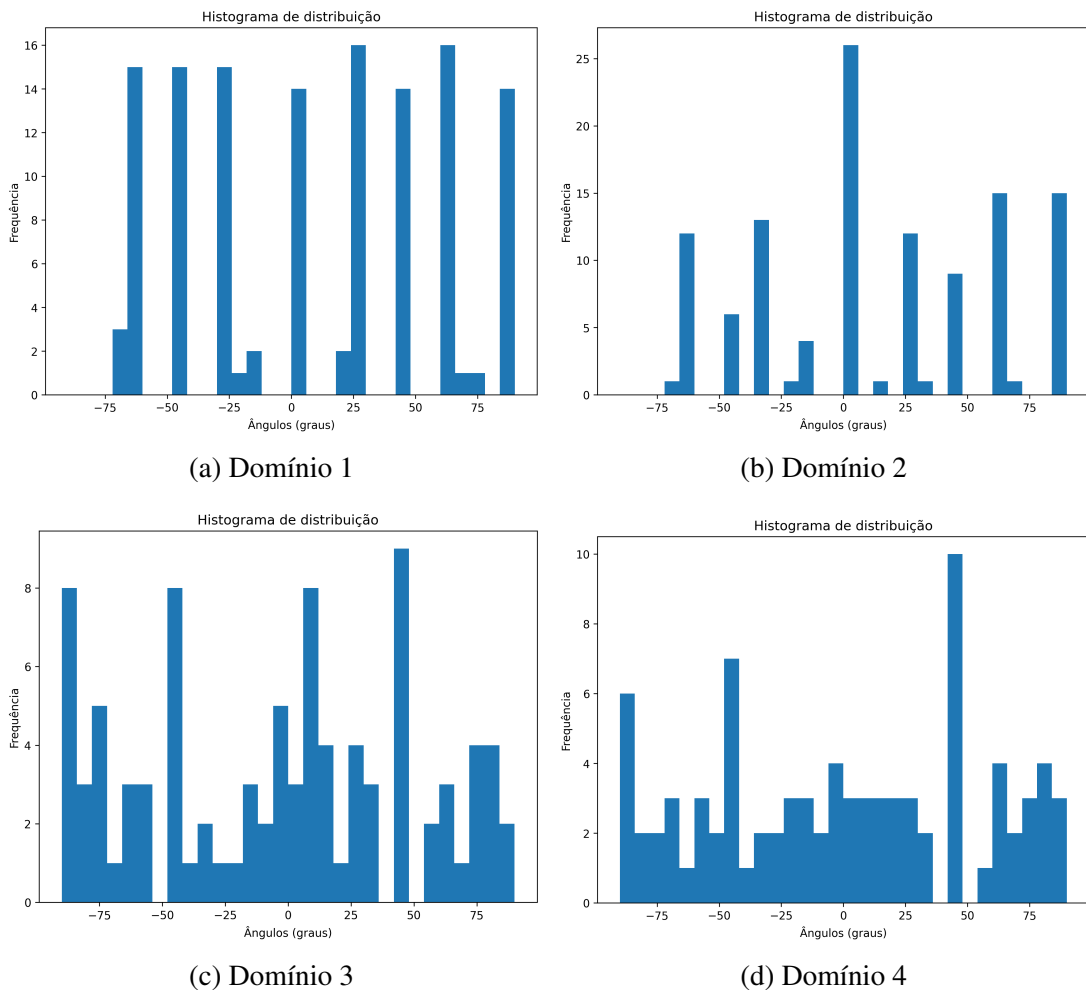 Histograma de distribuição
16
14
12
10
8
6
4
2
0
Frequência
−75 −50 −25 0 25 50 75
Ângulos (graus)
(a) Domínio 1
Histograma de distribuição
25
20
15
10
5
0
Frequência
−75 −50 −25 0 25 50 75
Ângulos (graus)
(b) Domínio 2
Histograma de distribuição
8
6
4
2
0
Frequência
−75 −50 −25 0 25 50 75
Ângulos (graus)
(c) Domínio 3
Histograma de distribuição
10
8
6
4
2
0
Frequência
−75 −50 −25 0 25 50 75
Ângulos (graus)
(d) Domínio 4